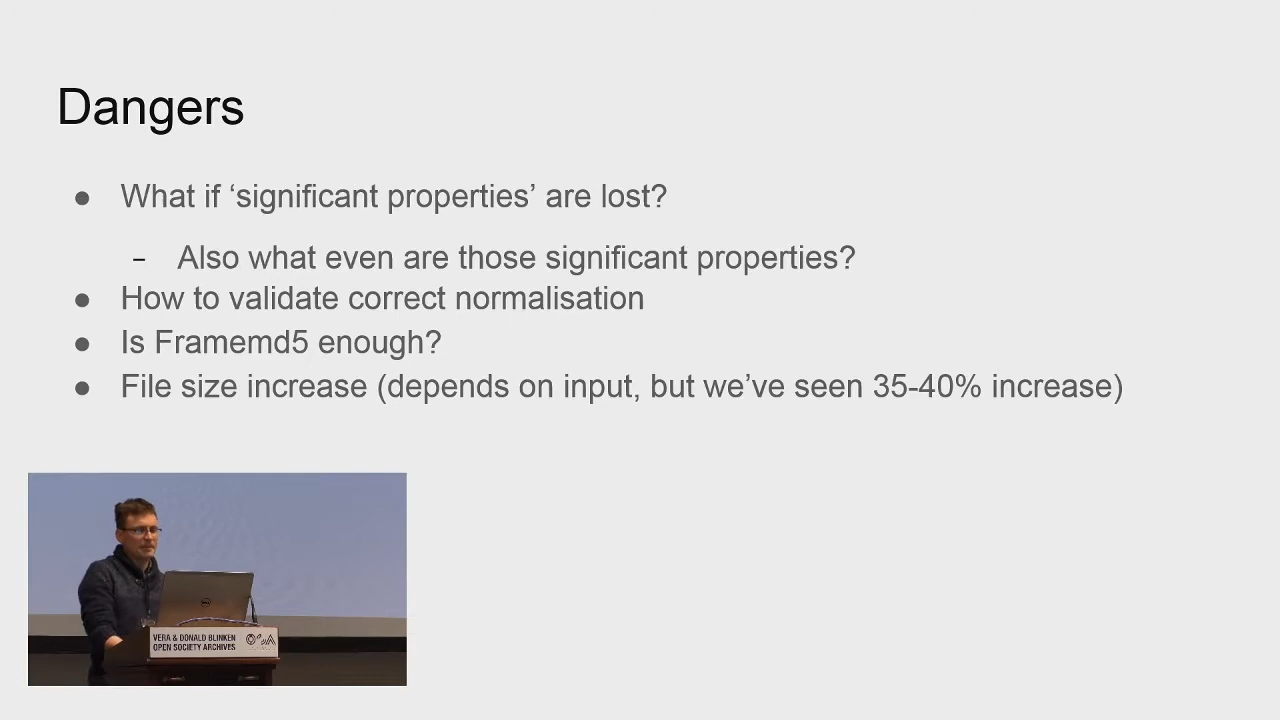 Dangers
● What if ‘significant properties’ are lost?
– Also what even are those significant properties?
● How to validate correct normalisation
● Is Framemd5 enough?
● File size increase (depends on input, but we’ve seen 35-40% increase)
VERA & DONALD BLINKEN
OPEN SOCIETY ARCHIVES
DELL